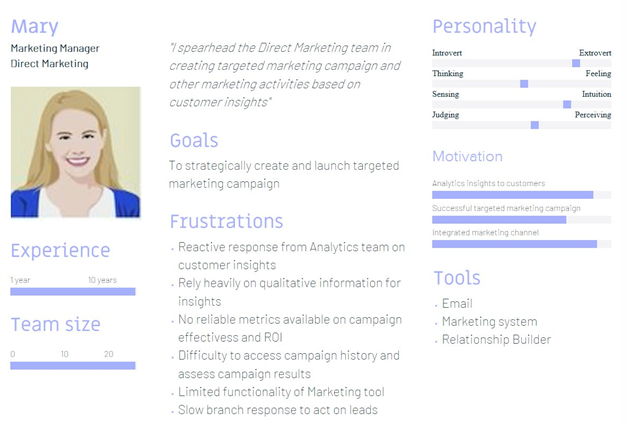 Mary
Marketing Manager
Direct Marketing
Experience
1 year 10 years
Team size
0 10 20
"I spearhead the Direct Marketing team in
creating targeted marketing campaign and
other marketing activities based on
customer insights"
Goals
To strategically create and launch targeted
marketing campaign
Frustrations
. Reactive response from Analytics team on
customer insights
. Rely heavily on qualitative information for
insights
. No reliable metrics available on campaign
effectivess and ROI
. Difficulty to access campaign history and
assess campaign results
. Limited functionality of Marketing tool
. Slow branch response to act on leads
Personality
Introvert Extrovert
Thinking Feeling
Sensing Intuition
Judging Perceiving
Motivation
Analytics insights to customers
Successful targeted marketing campaign
Integrated marketing channel
Tools
. Email
. Marketing system
. Relationship Builder